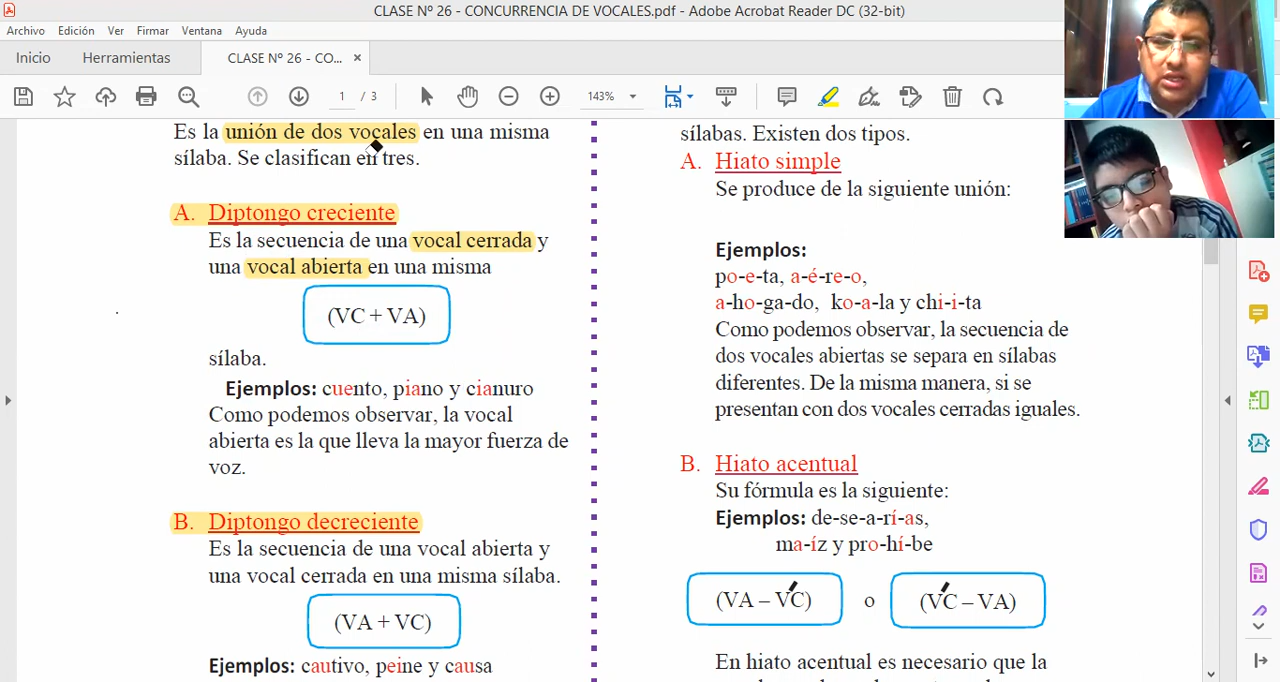 CLASE Nº 26 - CONCURRENCIA DE VOCALES.pdf - Adobe Acrobat Reader DC (32-bit)
Archivo Edición Ver Firmar Ventana Ayuda
Inicio Herramientas CLASE Nº 26 - CO... ×
1 / 3 143%
Es la unión de dos vocales en una misma
sílaba. Se clasifican en tres.
A. Diptongo creciente
Es la secuencia de una vocal cerrada y
una vocal abierta en una misma
(VC + VA)
sílaba.
Ejemplos: cuento, piano y cianuro
Como podemos observar, la vocal
abierta es la que lleva la mayor fuerza de
voz.
B. Diptongo decreciente
Es la secuencia de una vocal abierta y
una vocal cerrada en una misma sílaba.
(VA + VC)
Ejemplos: cautivo, peine y causa
sílabas. Existen dos tipos.
A. Hiato simple
Se produce de la siguiente unión:
Ejemplos:
po-e-ta, a-é-re-o,
a-ho-ga-do, ko-a-la y chi-i-ta
Como podemos observar, la secuencia de
dos vocales abiertas se separa en sílabas
diferentes. De la misma manera, si se
presentan con dos vocales cerradas iguales.
B. Hiato acentual
Su fórmula es la siguiente:
Ejemplos: de-se-a-rí-as,
ma-íz y pro-hí-be
(VA – V́C) o (V́C – VA)
En hiato acentual es necesario que la